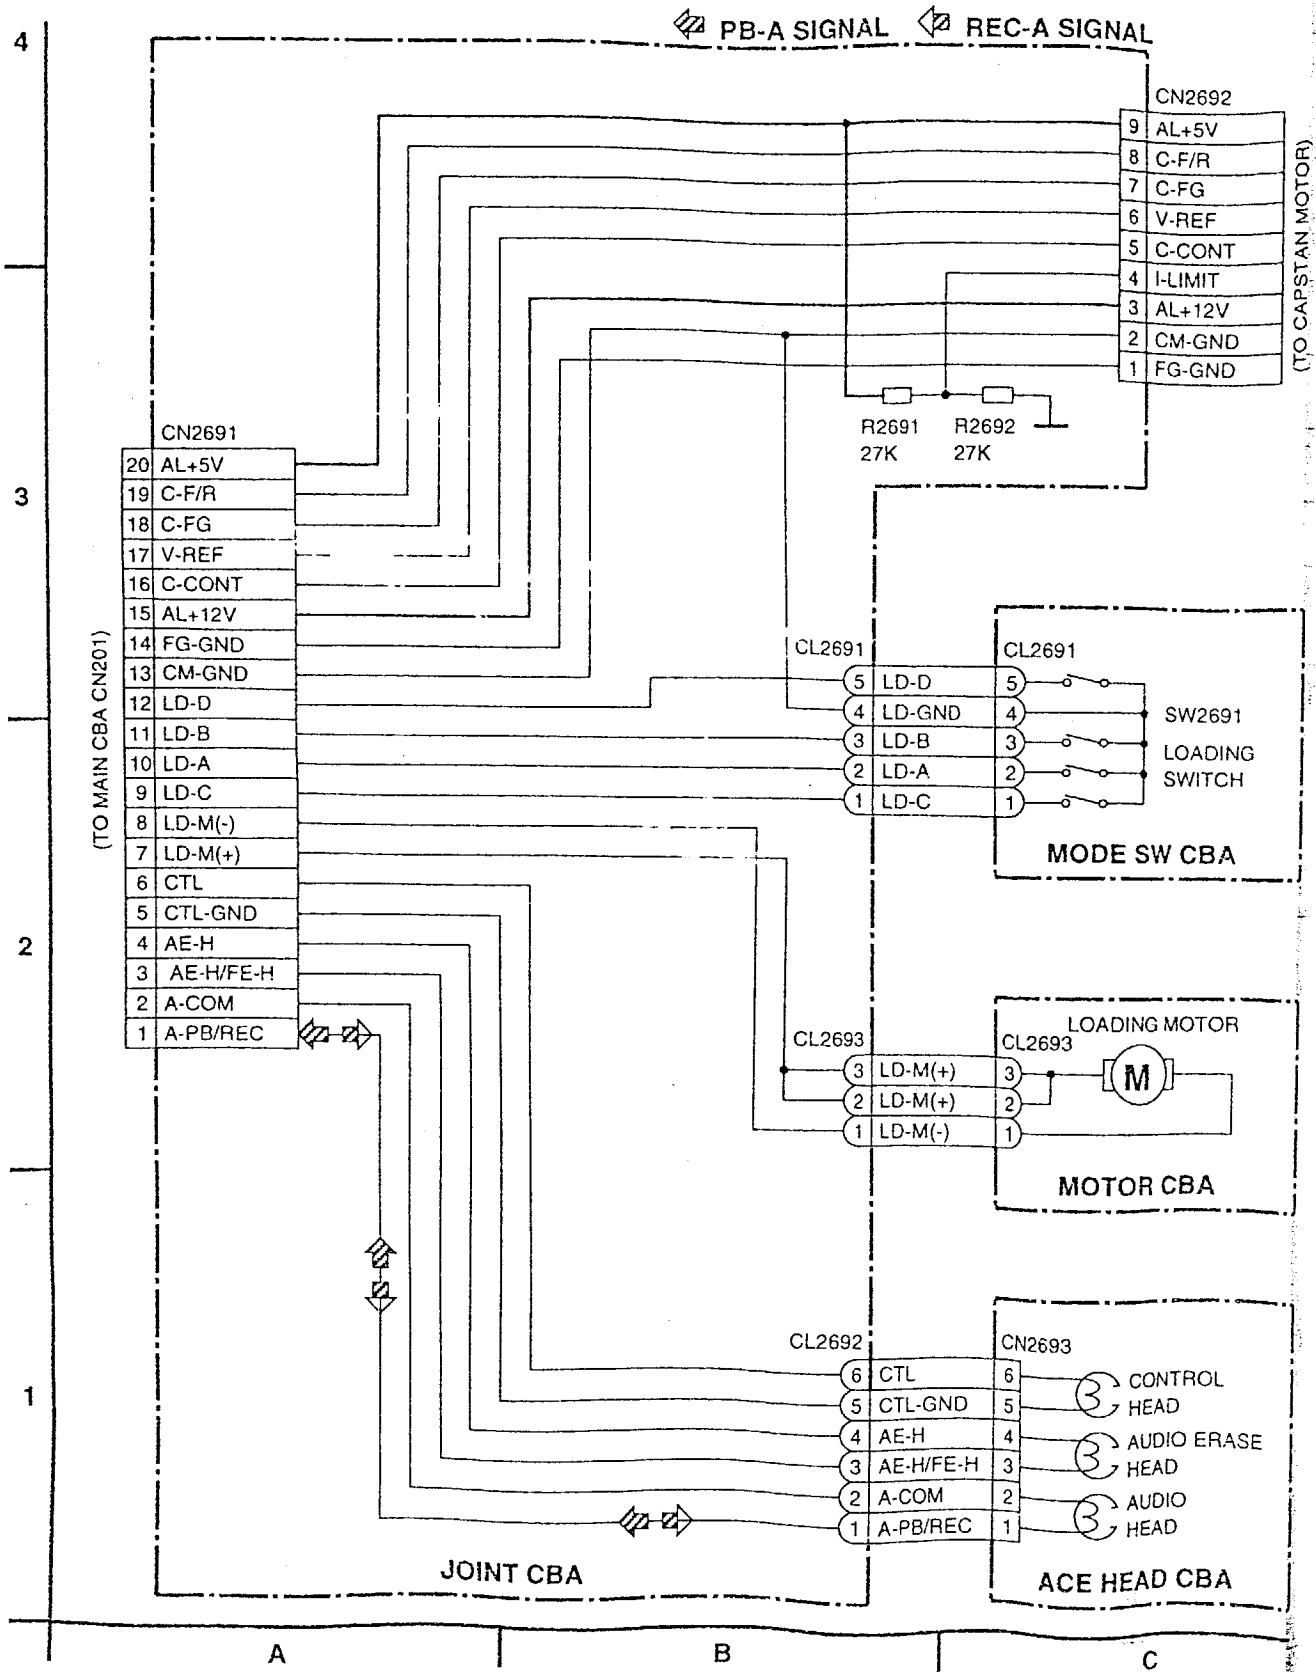 4
PB-A SIGNAL REC-A SIGNAL
CN2692
9 AL+5V
8 C-F/R
7 C-FG
6 V-REF
5 C-CONT
4 I-LIMIT
3 AL+12V
2 CM-GND
1 FG-GND
(TO CAPSTAN MOTOR)
R2691
27K
R2692
27K
3
CN2691
20 AL+5V
19 C-F/R
18 C-FG
17 V-REF
16 C-CONT
15 AL+12V
14 FG-GND
13 CM-GND
12 LD-D
11 LD-B
10 LD-A
9 LD-C
8 LD-M(-)
7 LD-M(+)
6 CTL
5 CTL-GND
4 AE-H
3 AE-H/FE-H
2 A-COM
1 A-PB/REC
(TO MAIN CBA CN201)
CL2691
5 LD-D
4 LD-GND
3 LD-B
2 LD-A
1 LD-C
CL2691
5
4
3
2
1
SW2691
LOADING
SWITCH
MODE SW CBA
2
CL2693
3 LD-M(+)
2 LD-M(+)
1 LD-M(-)
CL2693
3
2
1
LOADING MOTOR
M
MOTOR CBA
1
CL2692
6 CTL
5 CTL-GND
4 AE-H
3 AE-H/FE-H
2 A-COM
1 A-PB/REC
CN2693
6
5
4
3
2
1
CONTROL
HEAD
AUDIO ERASE
HEAD
AUDIO
HEAD
JOINT CBA
ACE HEAD CBA
A B C